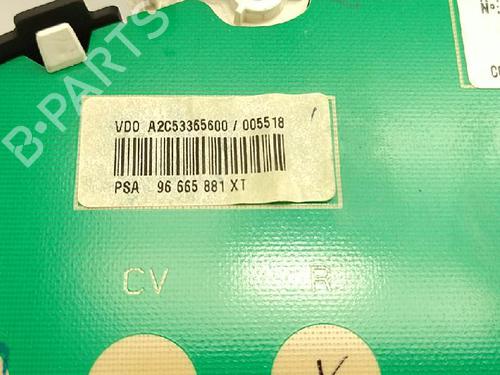 N°:
B-PARTS
VDO A2C53365600 / 005518
PSA 96 665 881 XT
CV R